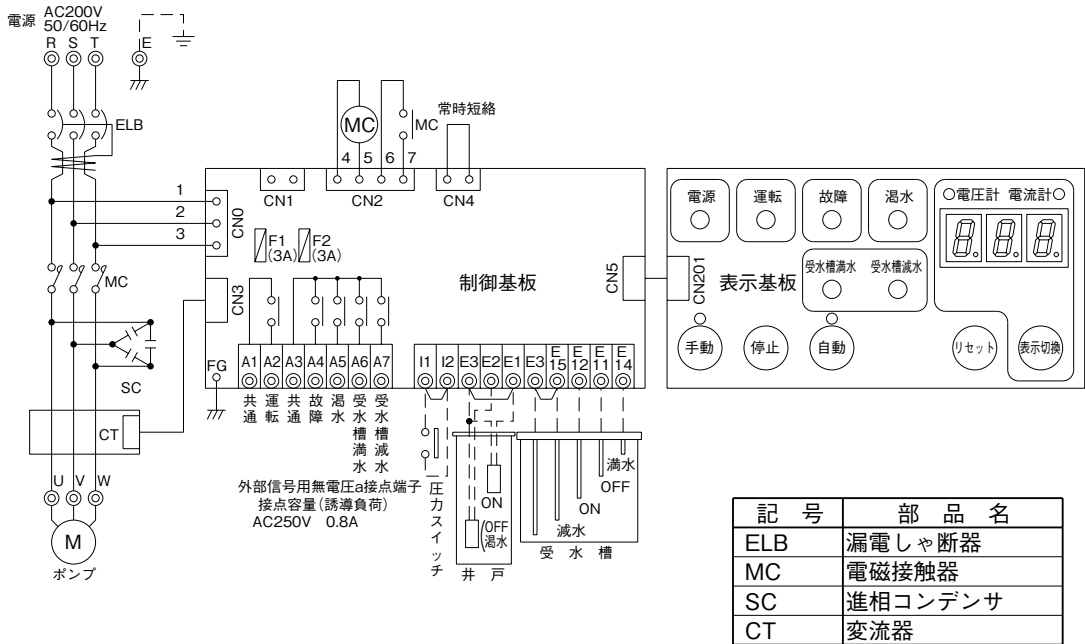 電源 AC200V
50/60Hz
R S T E
ELB
MC
4 5 6 7
MC
常時短絡
CN1 CN2 CN4
1
2
3
CN0
F1
(3A)
F2
(3A)
制御基板
CN3
CN5
MC
FG
A1 A2 A3 A4 A5 A6 A7
共通 運転 共通 故障 渇水 受水槽満水 受水槽減水
I1 I2 E3 E2 E1 E3 E15 E12 E11 E14
SC
CT
U V W
M
ポンプ
外部信号用無電圧a接点端子
接点容量(誘導負荷)
AC250V 0.8A
圧力スイッチ
ON
OFF
渇水
井戸
満水
OFF
ON
減水
受水槽
電源 運転 故障 渇水
電圧計 電流計
8.8.8.
CN201
表示基板
受水槽満水 受水槽減水
手動 停止 自動 リセット 表示切換
記号 部品名
ELB 漏電しゃ断器
MC 電磁接触器
SC 進相コンデンサ
CT 変流器